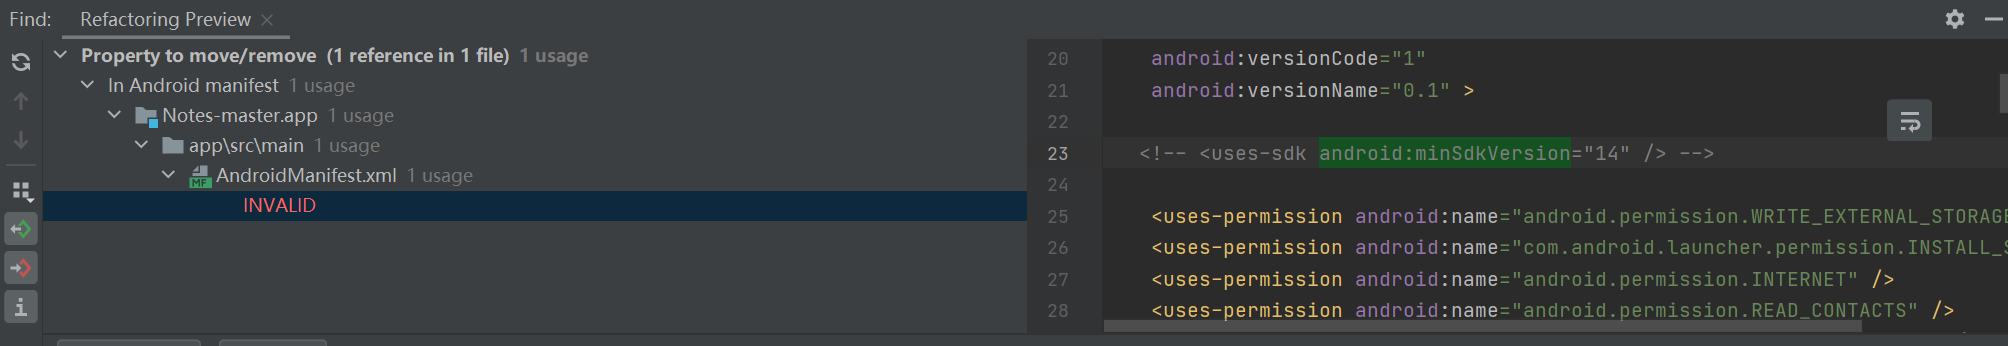 Find: Refactoring Preview
Property to move/remove (1 reference in 1 file) 1 usage
In Android manifest 1 usage
Notes-master.app 1 usage
app\src\main 1 usage
MF AndroidManifest.xml 1 usage
INVALID
20 android:versionCode="1"
21 android:versionName="0.1" >
22
23 <!-- <uses-sdk android:minSdkVersion="14" /> -->
24
25 <uses-permission android:name="android.permission.WRITE_EXTERNAL_STORAGE
26 <uses-permission android:name="com.android.launcher.permission.INSTALL_S
27 <uses-permission android:name="android.permission.INTERNET" />
28 <uses-permission android:name="android.permission.READ_CONTACTS" />